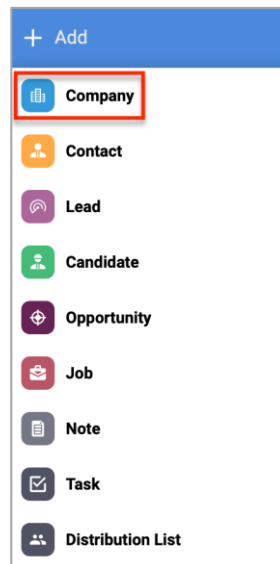 + Add
Company
Contact
Lead
Candidate
Opportunity
Job
Note
Task
Distribution List